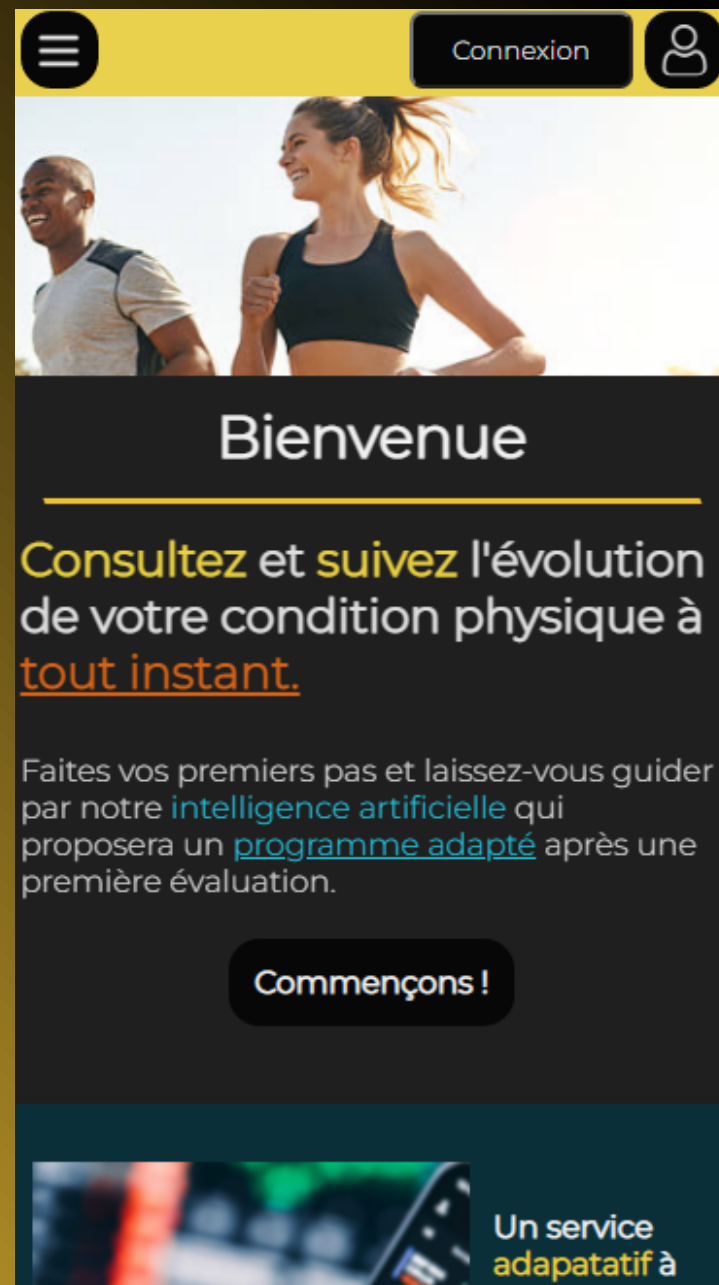 Connexion
Bienvenue
Consultez et suivez l'évolution
de votre condition physique à
tout instant.
Faites vos premiers pas et laissez-vous guider
par notre intelligence artificielle qui
proposera un programme adapté après une
première évaluation.
Commençons !
Un service
adapatatif à